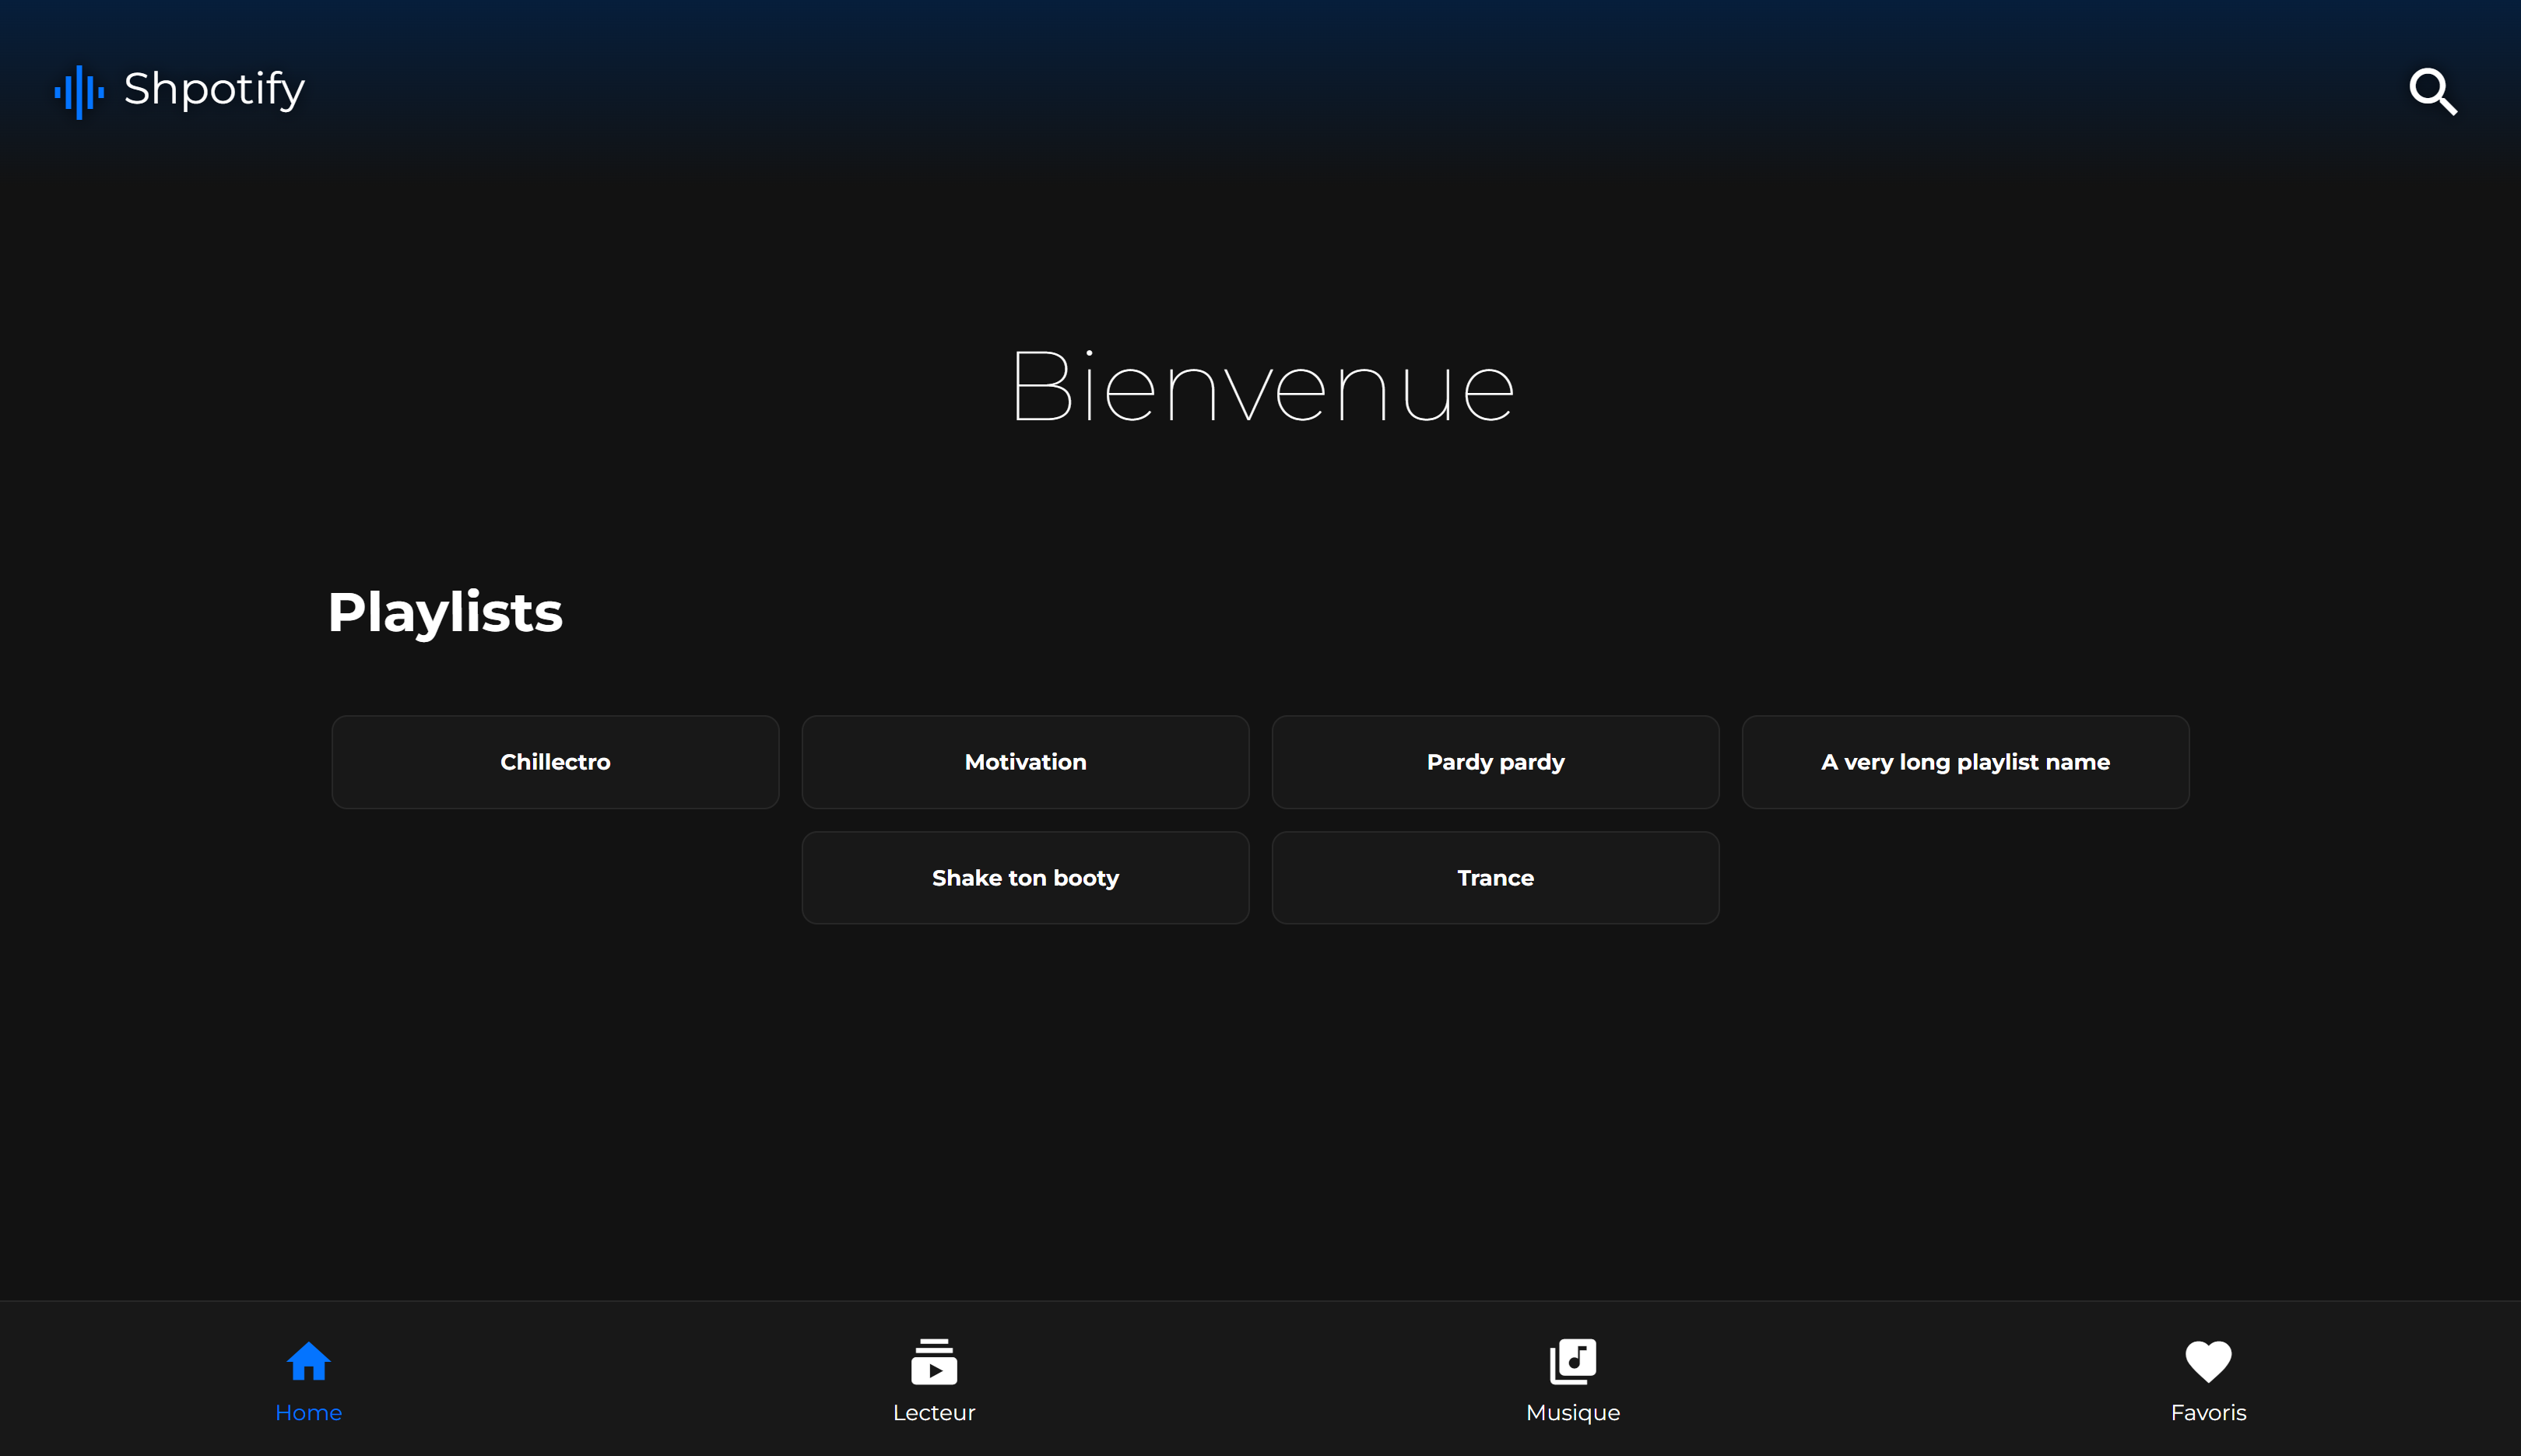 Shpotify
Bienvenue
Playlists
Chillectro
Motivation
Pardy pardy
A very long playlist name
Shake ton booty
Trance
Home
Lecteur
Musique
Favoris